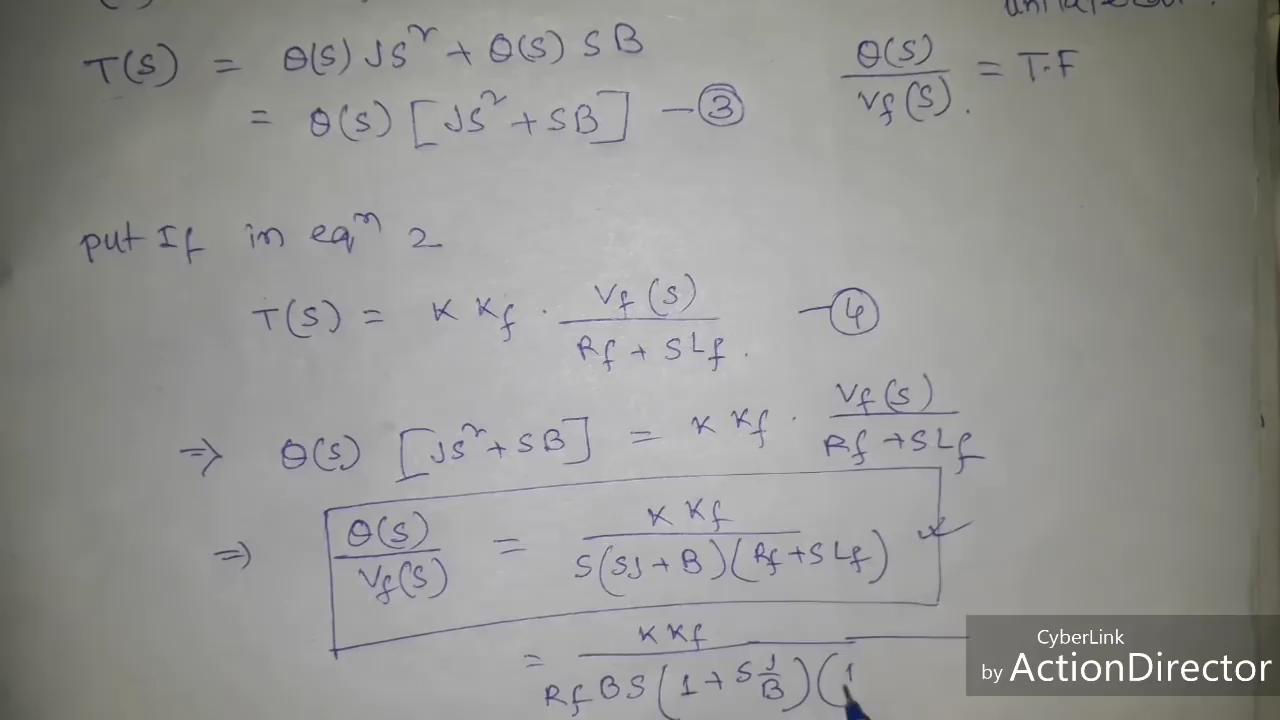 T(S) = θ(S) JS² + θ(S) SB
= θ(S) [JS² + SB] — ③
θ(S) / Vf(S). = T.F
put If in eqⁿ 2
T(S) = K Kf . Vf(S) / Rf + SLf. — ④
⇒ θ(S) [JS² + SB] = K Kf . Vf(S) / Rf + SLf
⇒ θ(S) / Vf(S) = K Kf / S(SJ + B)(Rf + SLf)
= K Kf / Rf BS (1 + S J/B) (1
CyberLink
by ActionDirector